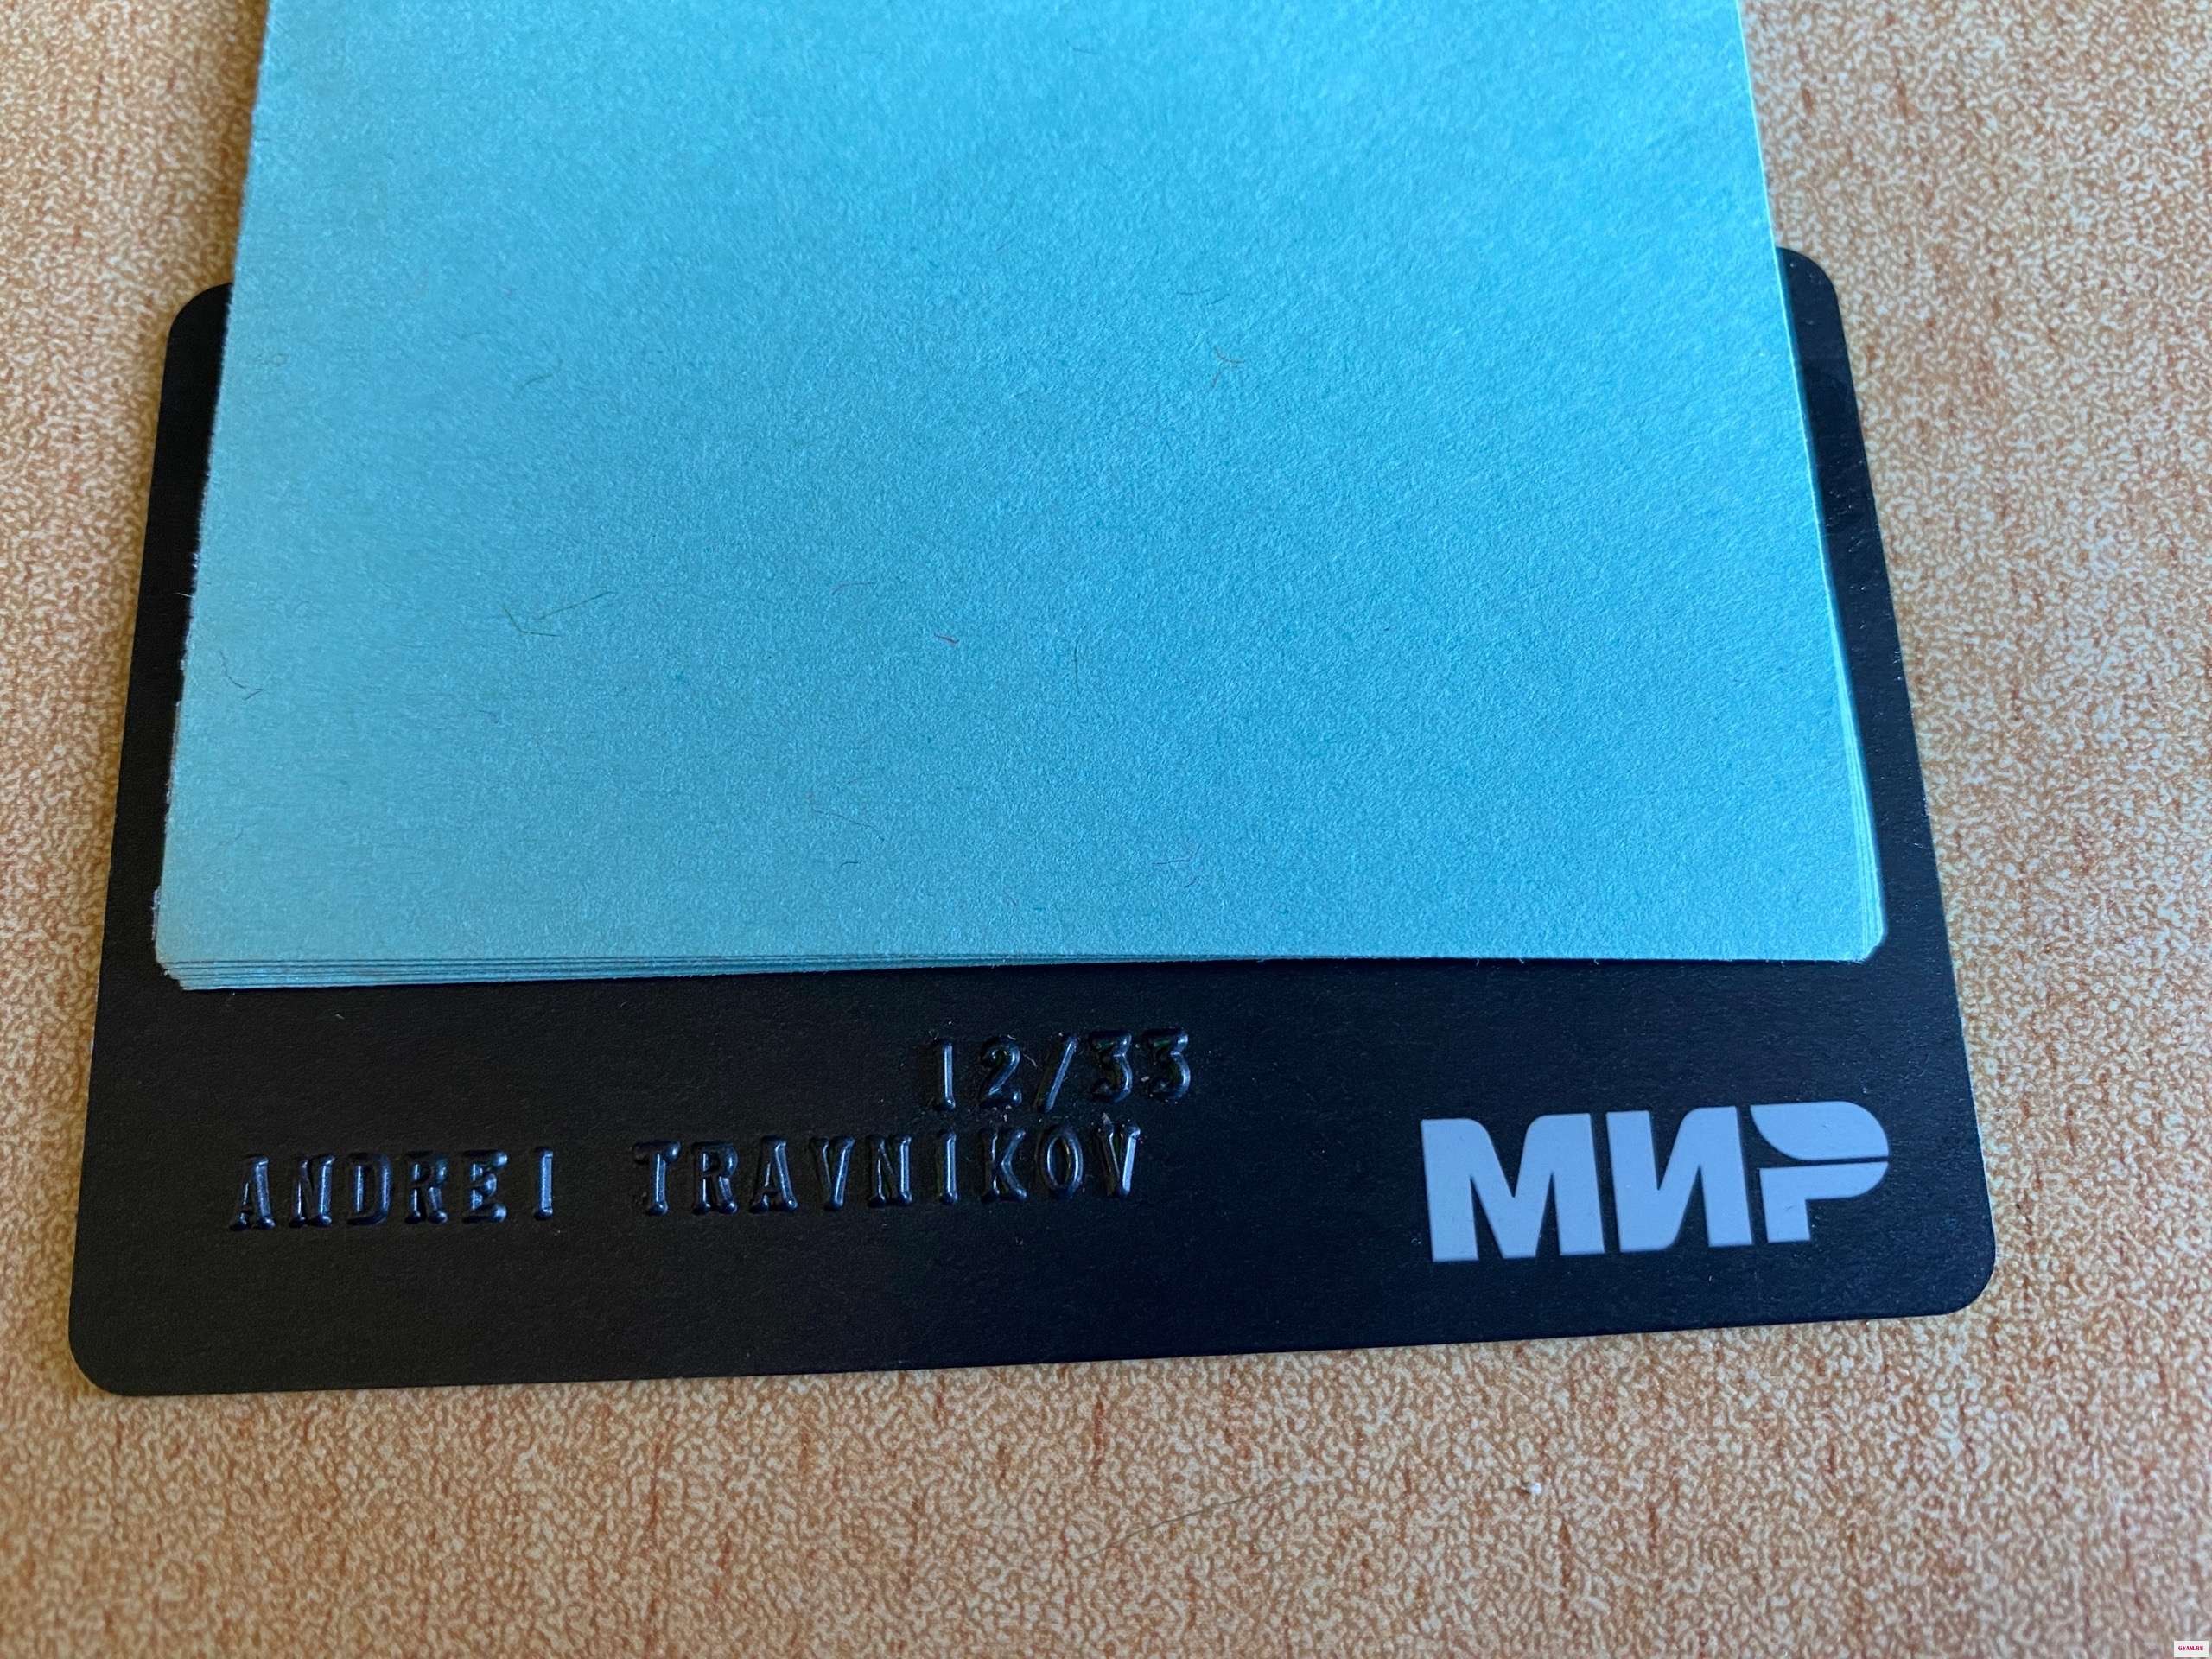 12/33
ANDREI TRAVNIKOV
МИР